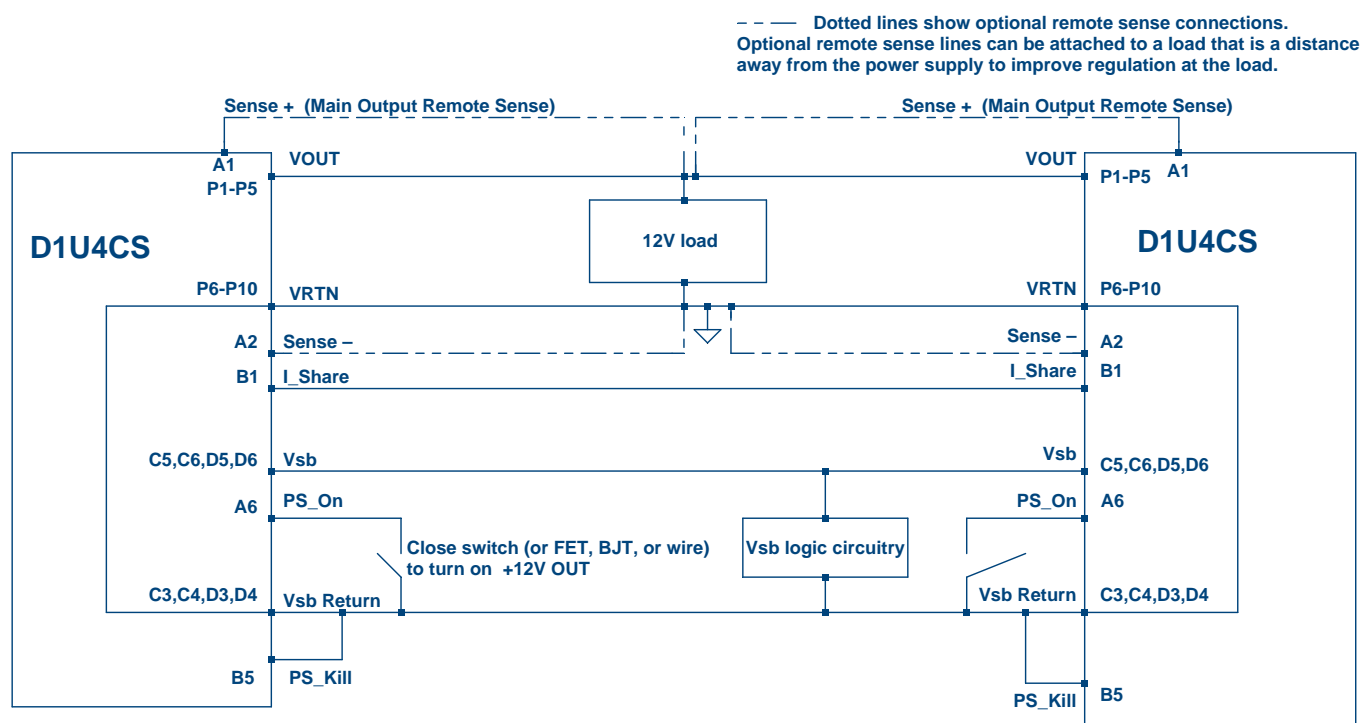 Dotted lines show optional remote sense connections.
Optional remote sense lines can be attached to a load that is a distance
away from the power supply to improve regulation at the load.
Sense + (Main Output Remote Sense)
Sense + (Main Output Remote Sense)
A1
VOUT
VOUT
A1
P1-P5
P1-P5
D1U4CS
12V load
D1U4CS
P6-P10
VRTN
VRTN
P6-P10
A2
Sense –
Sense –
A2
B1
I_Share
I_Share
B1
C5,C6,D5,D6
Vsb
Vsb
C5,C6,D5,D6
A6
PS_On
PS_On
A6
Close switch (or FET, BJT, or wire)
to turn on +12V OUT
Vsb logic circuitry
C3,C4,D3,D4
Vsb Return
Vsb Return
C3,C4,D3,D4
B5
PS_Kill
PS_Kill
B5